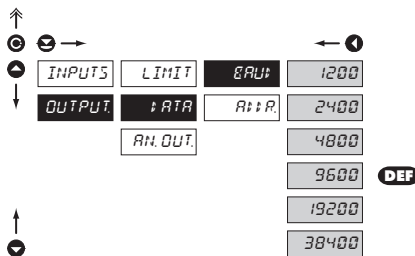 INPUTS LIMIT BAUD 1200
OUTPUT. DATA ADDR. 2400
AN. OUT. 4800
9600 DEF
19200
38400